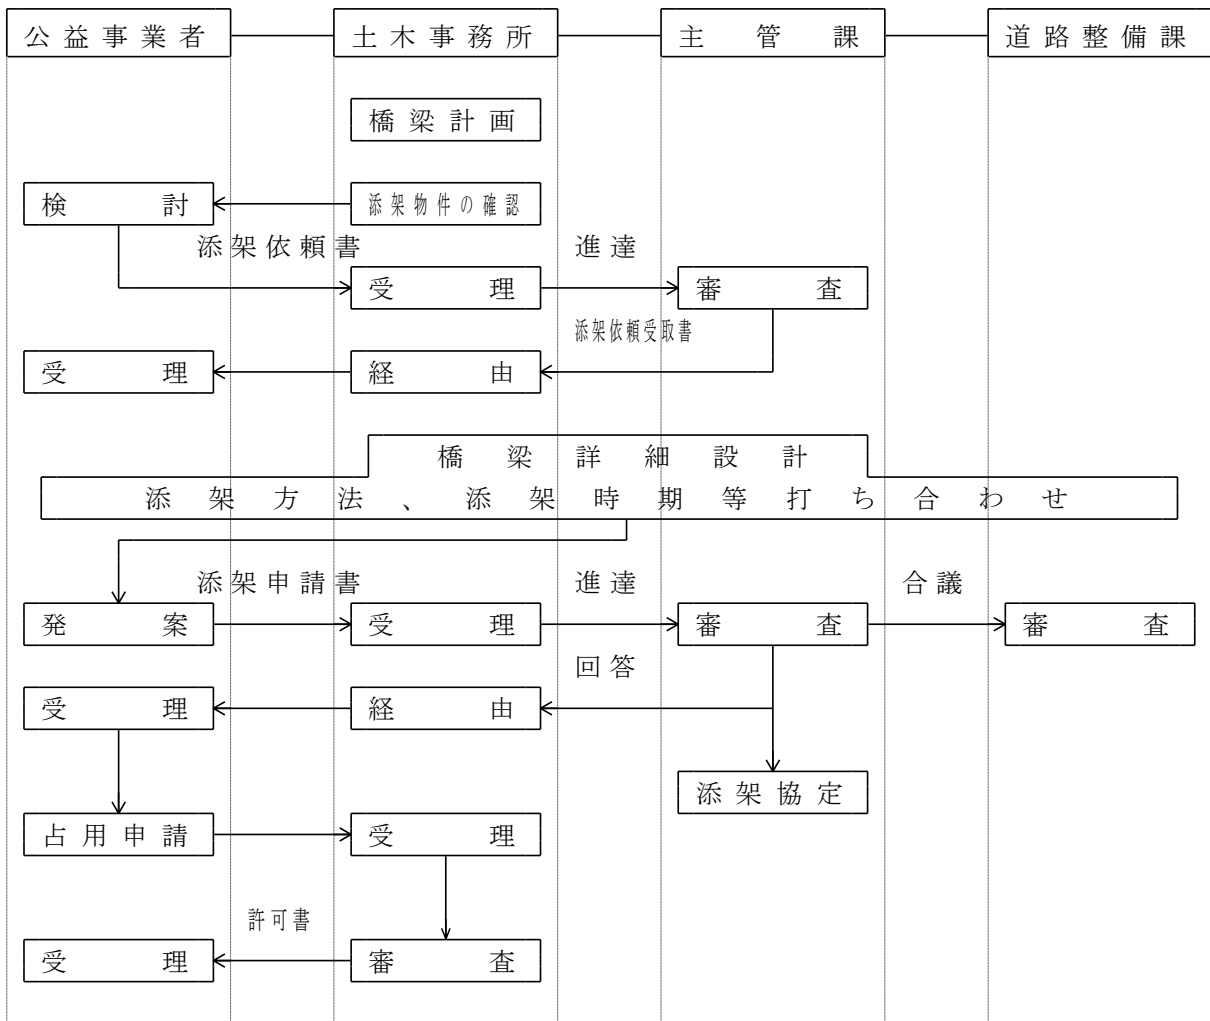 公益事業者 土木事務所 主管課 道路整備課
橋梁計画
検討 添架物件の確認
添架依頼書 進達
受理 審査
添架依頼受取書
受理 経由
橋梁詳細設計
添架方法、添架時期等打ち合わせ
添架申請書 進達 合議
発案 受理 審査 審査
回答
受理 経由
添架協定
占用申請 受理
許可書
受理 審査